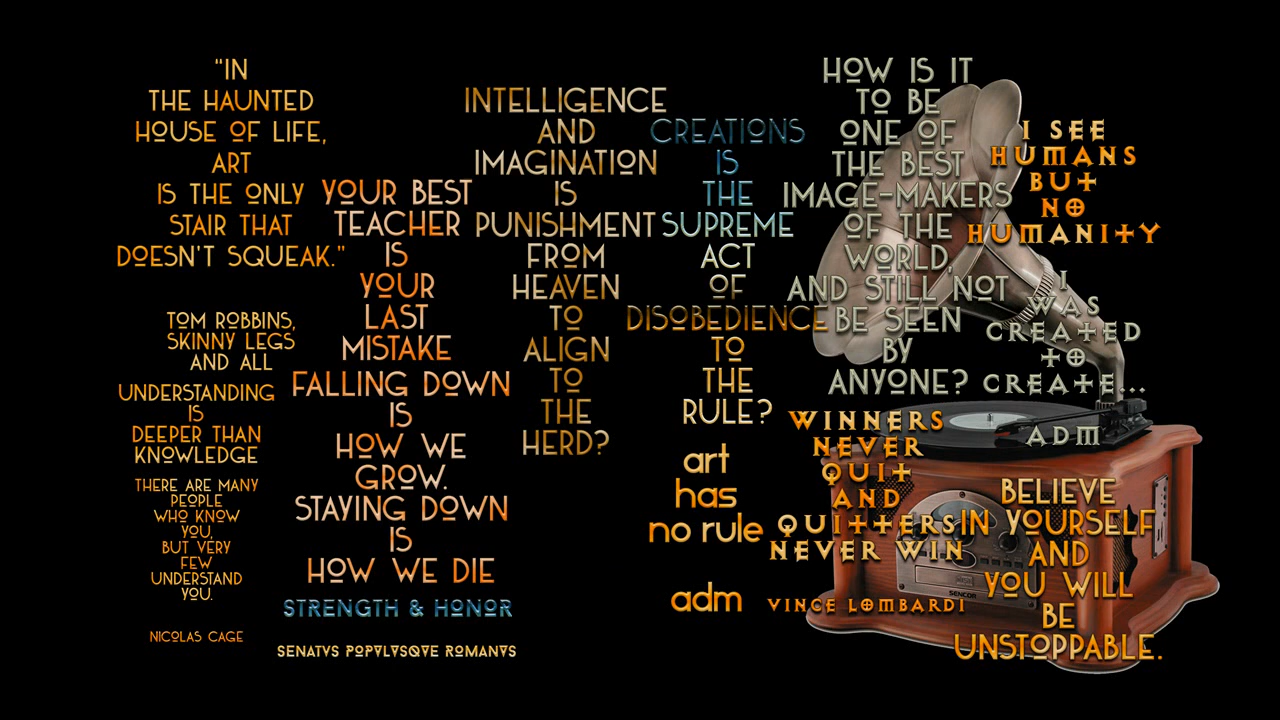 "IN
THE HAUNTED
HOUSE OF LIFE,
ART
IS THE ONLY
STAIR THAT
DOESN'T SQUEAK."
TOM ROBBINS,
SKINNY LEGS
AND ALL
UNDERSTANDING
IS
DEEPER THAN
KNOWLEDGE
THERE ARE MANY
PEOPLE
WHO KNOW
YOU,
BUT VERY
FEW
UNDERSTAND
YOU.
NICOLAS CAGE
YOUR BEST
TEACHER
IS
YOUR
LAST
MISTAKE
FALLING DOWN
IS
HOW WE
GROW.
STAYING DOWN
IS
HOW WE DIE
STRENGTH & HONOR
SENATVS POPVLVSQVE ROMANVS
INTELLIGENCE
AND
IMAGINATION
IS
PUNISHMENT
FROM
HEAVEN
TO
ALIGN
TO
THE
HERD?
CREATIONS
IS
THE
SUPREME
ACT
OF
DISOBEDIENCE
TO
THE
RULE?
art
has
no rule
adm
HOW IS IT
TO BE
ONE OF
THE BEST
IMAGE-MAKERS
OF THE
WORLD,
AND STILL NOT
BE SEEN
BY
ANYONE?
WINNERS
NEVER
QUIT
AND
QUITTERS
NEVER WIN
VINCE LOMBARDI
I SEE
HUMANS
BUT
NO
HUMANITY
I
WAS
CREATED
TO
CREATE...
ADM
BELIEVE
IN YOURSELF
AND
YOU WILL
BE
UNSTOPPABLE.
SENCOR